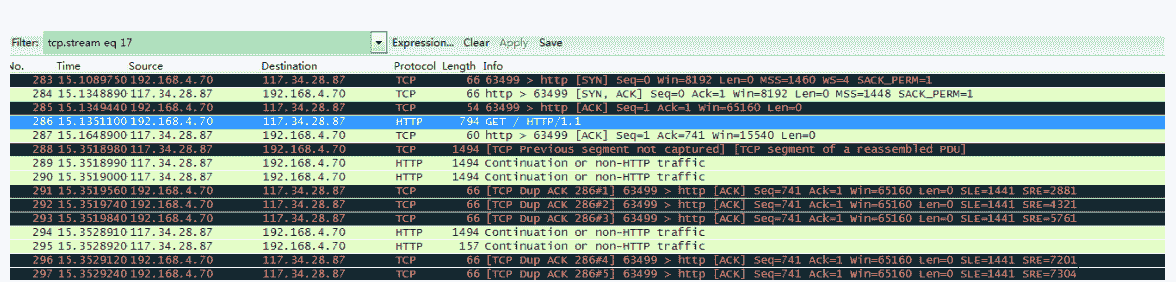 Filter: tcp.stream eq 17 Expression... Clear Apply Save
No. Time Source Destination Protocol Length Info
283 15.1089750 192.168.4.70 117.34.28.87 TCP 66 63499 > http [SYN] Seq=0 Win=8192 Len=0 MSS=1460 WS=4 SACK_PERM=1
284 15.1348890 117.34.28.87 192.168.4.70 TCP 66 http > 63499 [SYN, ACK] Seq=0 Ack=1 Win=8192 Len=0 MSS=1448 SACK_PERM=1
285 15.1349440 192.168.4.70 117.34.28.87 TCP 54 63499 > http [ACK] Seq=1 Ack=1 Win=65160 Len=0
286 15.1351100 192.168.4.70 117.34.28.87 HTTP 794 GET / HTTP/1.1
287 15.1648900 117.34.28.87 192.168.4.70 TCP 60 http > 63499 [ACK] Seq=1 Ack=741 Win=15540 Len=0
288 15.3518980 117.34.28.87 192.168.4.70 TCP 1494 [TCP Previous segment not captured] [TCP segment of a reassembled PDU]
289 15.3518990 117.34.28.87 192.168.4.70 HTTP 1494 Continuation or non-HTTP traffic
290 15.3519000 117.34.28.87 192.168.4.70 HTTP 1494 Continuation or non-HTTP traffic
291 15.3519560 192.168.4.70 117.34.28.87 TCP 66 [TCP Dup ACK 286#1] 63499 > http [ACK] Seq=741 Ack=1 Win=65160 Len=0 SLE=1441 SRE=2881
292 15.3519740 192.168.4.70 117.34.28.87 TCP 66 [TCP Dup ACK 286#2] 63499 > http [ACK] Seq=741 Ack=1 Win=65160 Len=0 SLE=1441 SRE=4321
293 15.3519840 192.168.4.70 117.34.28.87 TCP 66 [TCP Dup ACK 286#3] 63499 > http [ACK] Seq=741 Ack=1 Win=65160 Len=0 SLE=1441 SRE=5761
294 15.3528910 117.34.28.87 192.168.4.70 HTTP 1494 Continuation or non-HTTP traffic
295 15.3528920 117.34.28.87 192.168.4.70 HTTP 157 Continuation or non-HTTP traffic
296 15.3529120 192.168.4.70 117.34.28.87 TCP 66 [TCP Dup ACK 286#4] 63499 > http [ACK] Seq=741 Ack=1 Win=65160 Len=0 SLE=1441 SRE=7201
297 15.3529240 192.168.4.70 117.34.28.87 TCP 66 [TCP Dup ACK 286#5] 63499 > http [ACK] Seq=741 Ack=1 Win=65160 Len=0 SLE=1441 SRE=7304